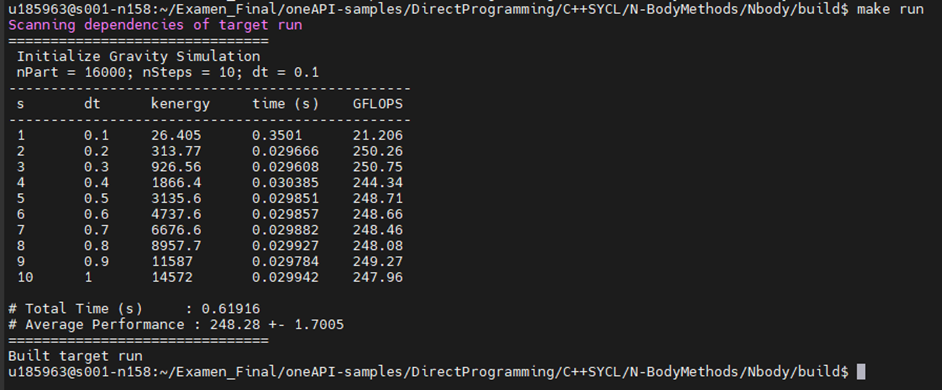 u185963@s001-n158:~/Examen_Final/oneAPI-samples/DirectProgramming/C++SYCL/N-BodyMethods/Nbody/build$ make run
Scanning dependencies of target run
===============================
 Initialize Gravity Simulation
 nPart = 16000; nSteps = 10; dt = 0.1
------------------------------------------------
 s       dt      kenergy     time (s)    GFLOPS
------------------------------------------------
 1       0.1     26.405      0.3501      21.206
 2       0.2     313.77      0.029666    250.26
 3       0.3     926.56      0.029608    250.75
 4       0.4     1866.4      0.030385    244.34
 5       0.5     3135.6      0.029851    248.71
 6       0.6     4737.6      0.029857    248.66
 7       0.7     6676.6      0.029882    248.46
 8       0.8     8957.7      0.029927    248.08
 9       0.9     11587       0.029784    249.27
 10      1       14572       0.029942    247.96

# Total Time (s)     : 0.61916
# Average Performance : 248.28 +- 1.7005
===============================
Built target run
u185963@s001-n158:~/Examen_Final/oneAPI-samples/DirectProgramming/C++SYCL/N-BodyMethods/Nbody/build$